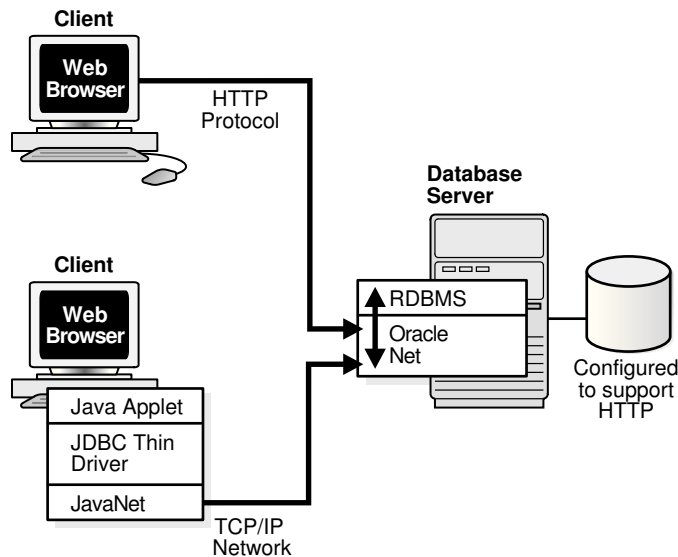 Client
Web
Browser
HTTP
Protocol
Database
Server
RDBMS
Oracle
Net
Configured
to support
HTTP
Client
Web
Browser
Java Applet
JDBC Thin
Driver
JavaNet
TCP/IP
Network